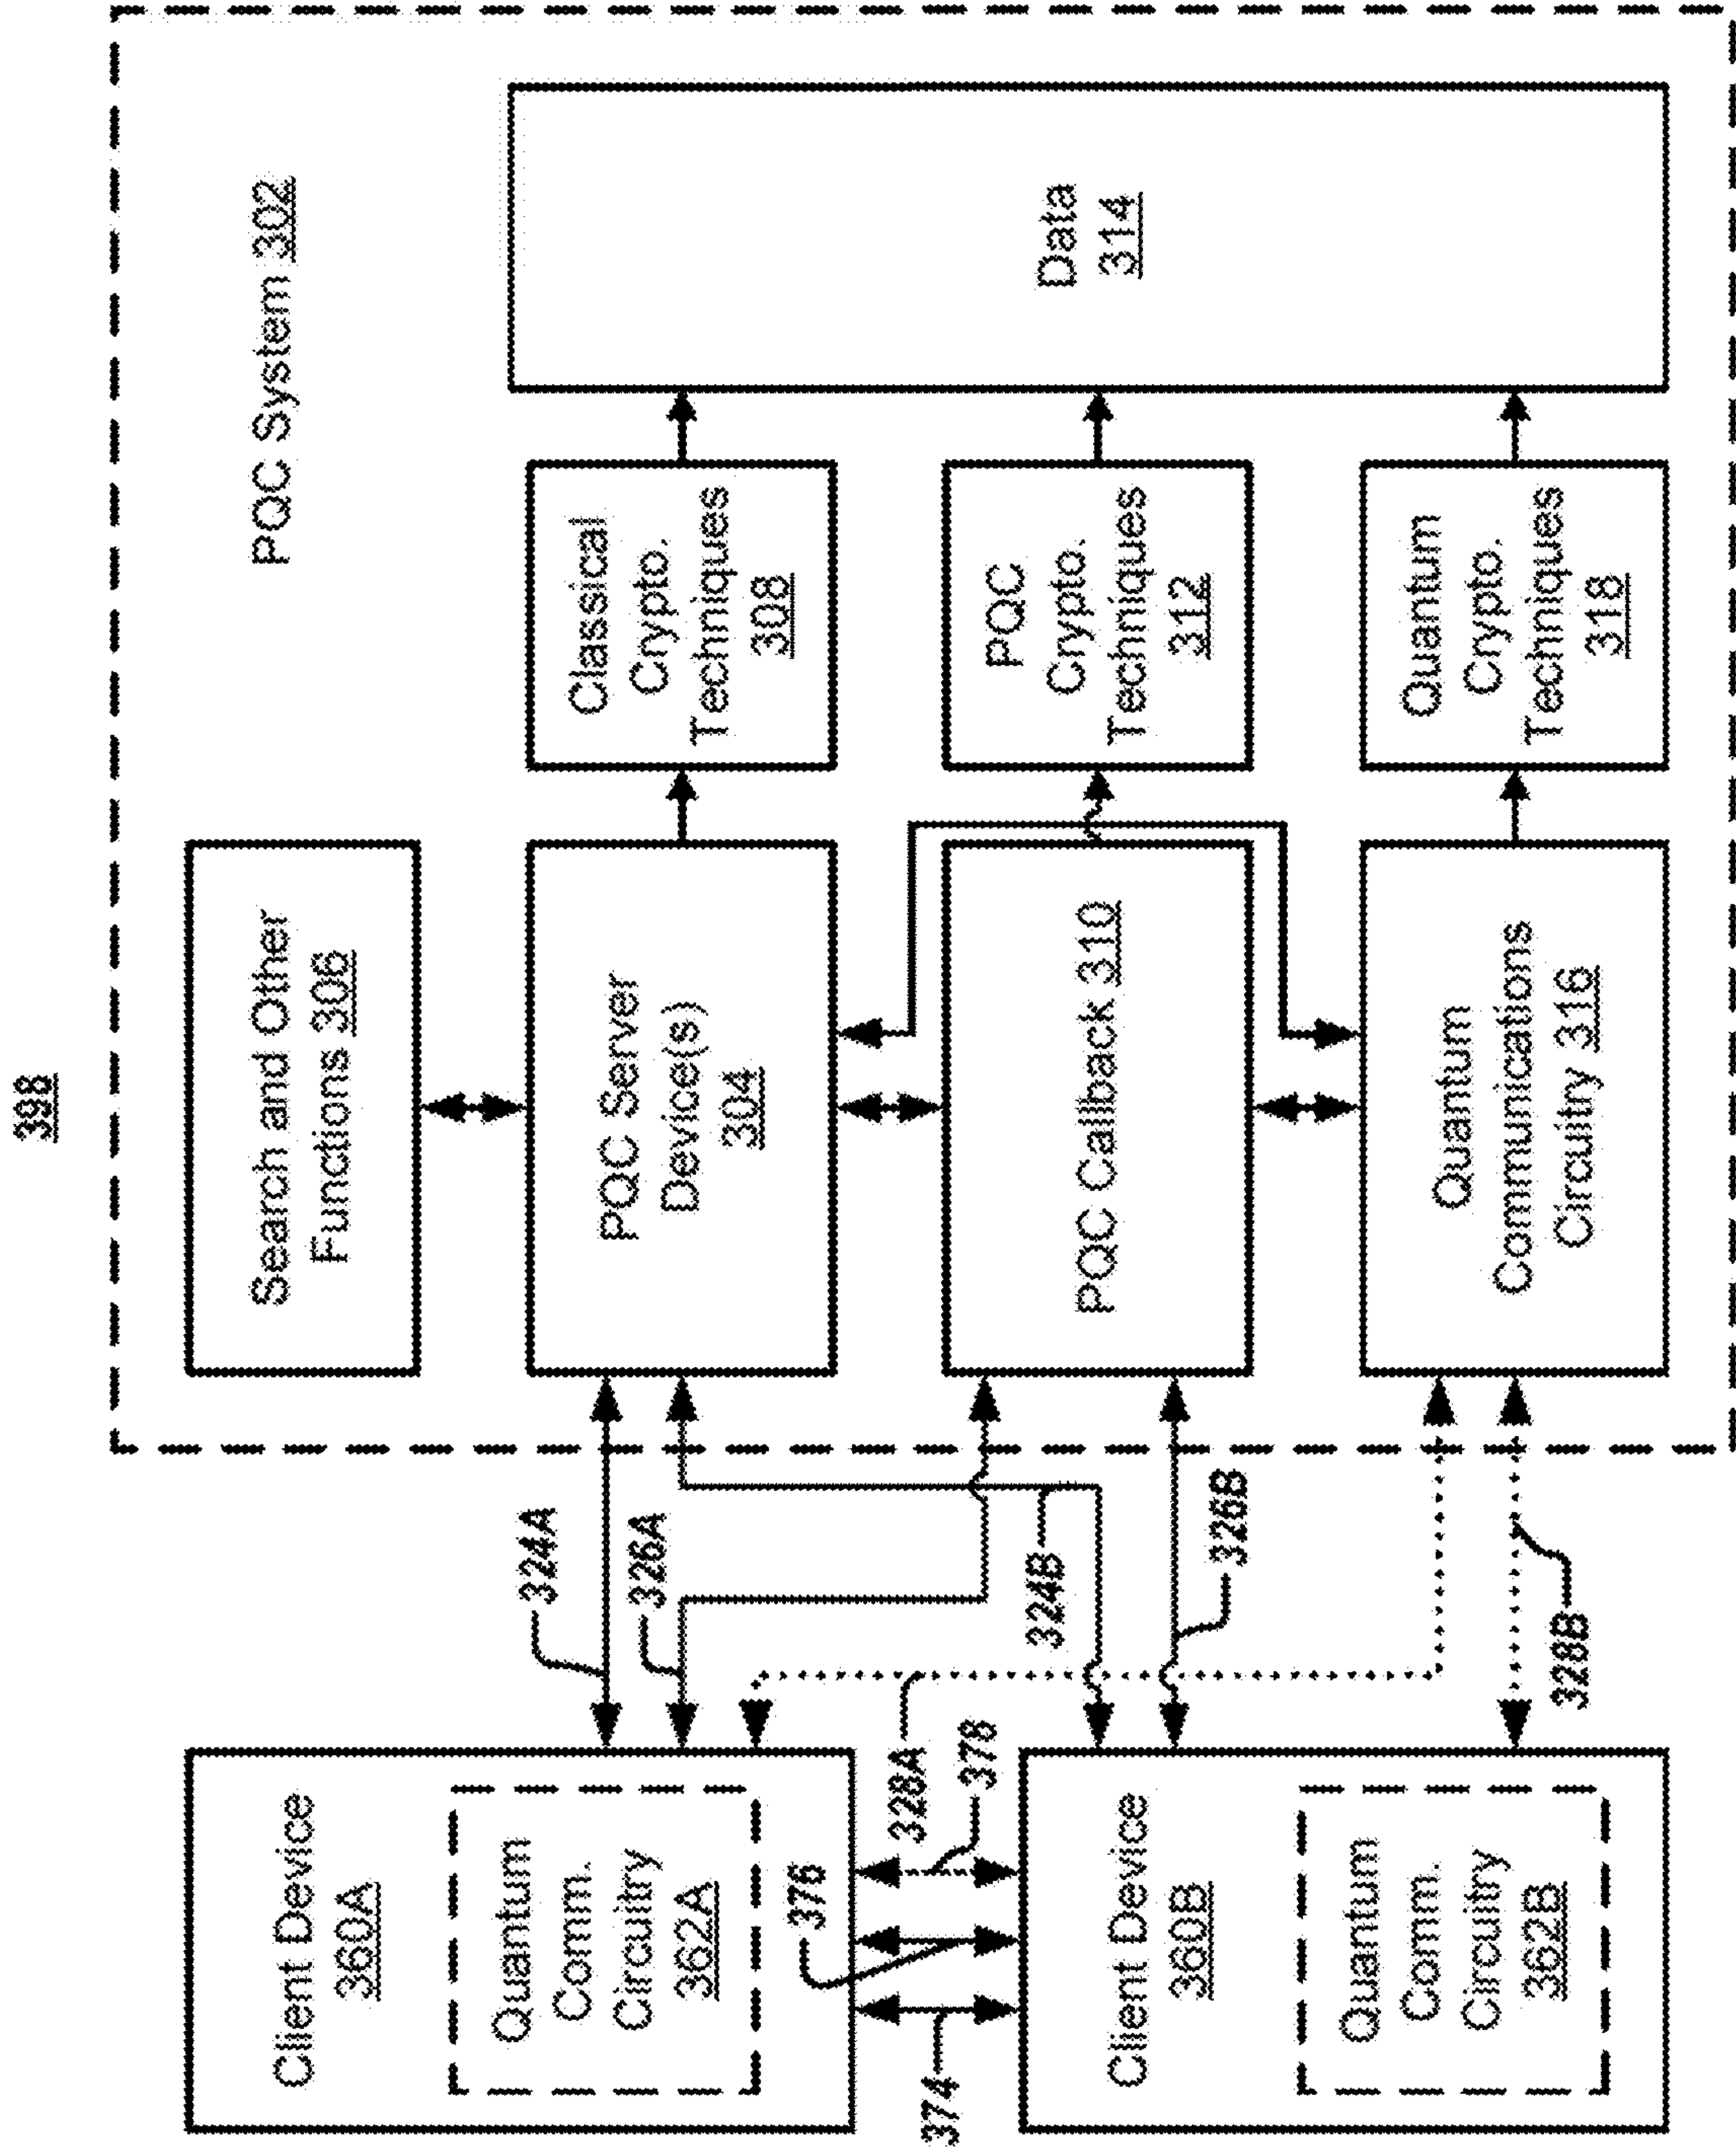 398
PQC System 302
Client Device
360A
Quantum
Comm.
Circuitry
362A
324A
326A
Search and Other
Functions 306
PQC Server
Device(s)
304
Classical
Crypto.
Techniques
308
376
374
328A
378
324B
326B
PQC Callback 310
PQC
Crypto.
Techniques
312
Data
314
Client Device
360B
Quantum
Comm.
Circuitry
362B
328B
Quantum
Communications
Circuitry 316
Quantum
Crypto.
Techniques
318